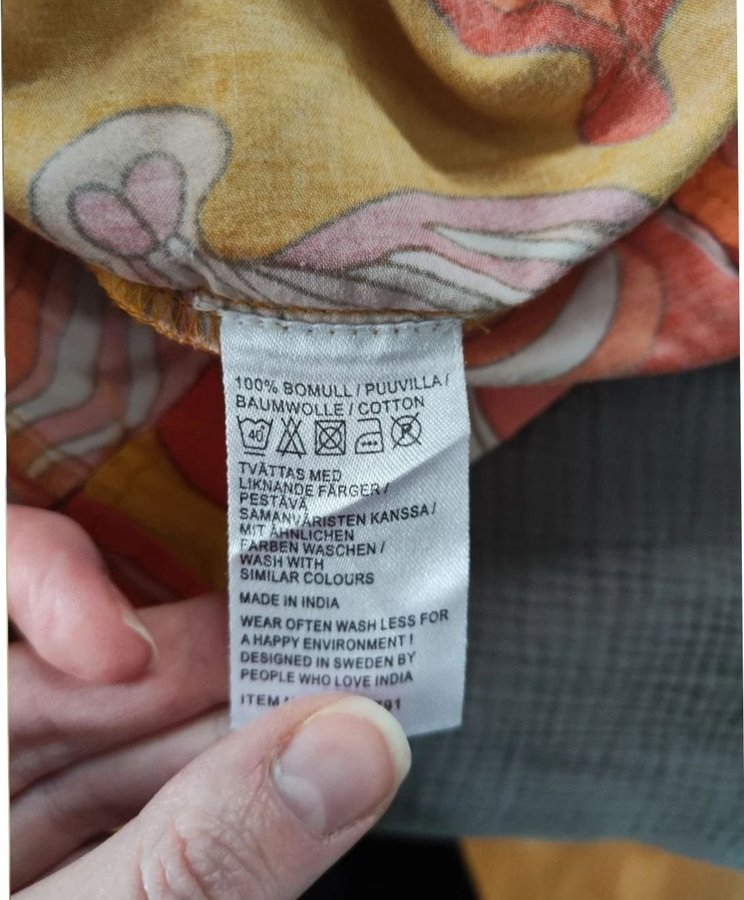 100% BOMULL / PUUVILLA /
BAUMWOLLE / COTTON
40°
TVÄTTAS MED
LIKNANDE FÄRGER /
PESTÄVÄ
SAMANVÄRISTEN KANSSA /
MIT ÄHNLICHEN
FARBEN WASCHEN /
WASH WITH
SIMILAR COLOURS
MADE IN INDIA
WEAR OFTEN WASH LESS FOR
A HAPPY ENVIRONMENT !
DESIGNED IN SWEDEN BY
PEOPLE WHO LOVE INDIA
ITEM